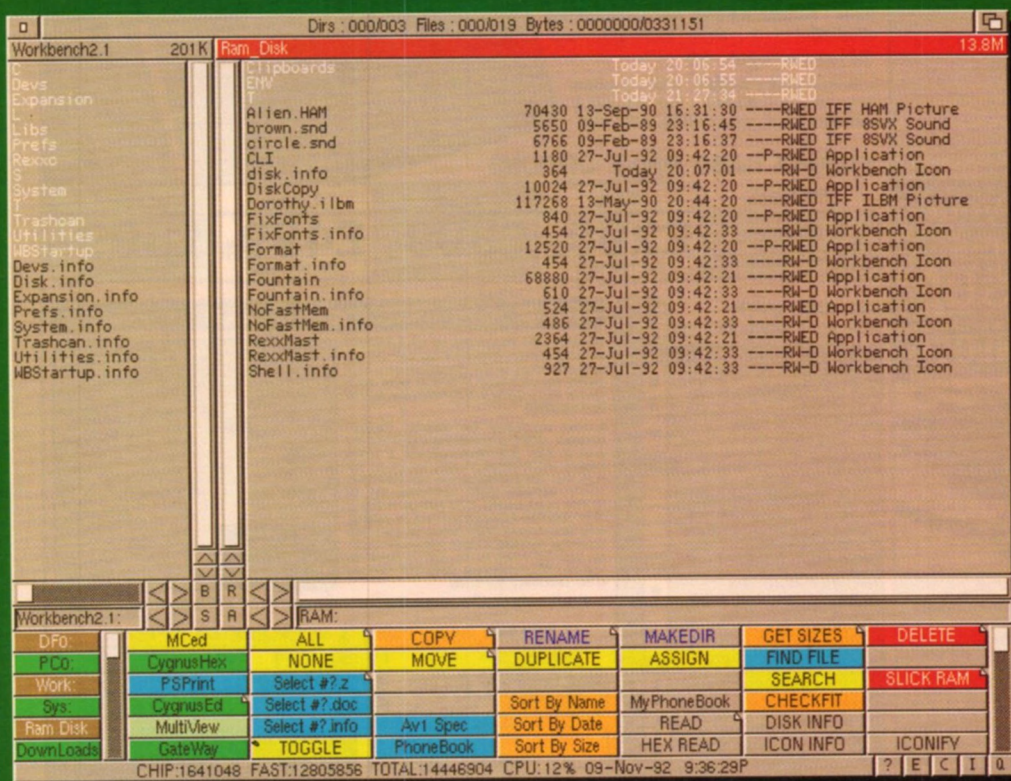 Dirs : 000/003 Files : 000/019 Bytes : 0000000/0331151
Workbench2.1 201K Ram_Disk 13.8M
C
Devs
Expansion
L
Libs
Prefs
Rexxc
S
System
T
Trashcan
Utilities
WBStartup
Devs.info
Disk.info
Expansion.info
Prefs.info
System.info
Trashcan.info
Utilities.info
WBStartup.info
Clipboards Today 20:06:54 ----RWED
ENV Today 20:06:55 ----RWED
T Today 21:27:34 ----RWED
Alien.HAM 70430 13-Sep-90 16:31:30 ----RWED IFF HAM Picture
brown.snd 5650 09-Feb-89 23:16:45 ----RWED IFF 8SVX Sound
circle.snd 6766 09-Feb-89 23:16:37 ----RWED IFF 8SVX Sound
CLI 1180 27-Jul-92 09:42:20 --P-RWED Application
disk.info 364 Today 20:07:01 ----RW-D Workbench Icon
DiskCopy 10024 27-Jul-92 09:42:20 --P-RWED Application
Dorothy.ilbm 117268 13-May-90 20:44:20 ----RWED IFF ILBM Picture
FixFonts 840 27-Jul-92 09:42:20 --P-RWED Application
FixFonts.info 454 27-Jul-92 09:42:33 ----RW-D Workbench Icon
Format 12520 27-Jul-92 09:42:20 --P-RWED Application
Format.info 454 27-Jul-92 09:42:33 ----RW-D Workbench Icon
Fountain 68880 27-Jul-92 09:42:21 ----RWED Application
Fountain.info 610 27-Jul-92 09:42:33 ----RW-D Workbench Icon
NoFastMem 524 27-Jul-92 09:42:21 ----RWED Application
NoFastMem.info 486 27-Jul-92 09:42:33 ----RW-D Workbench Icon
RexxMast 2364 27-Jul-92 09:42:21 ----RWED Application
RexxMast.info 454 27-Jul-92 09:42:33 ----RW-D Workbench Icon
Shell.info 927 27-Jul-92 09:42:33 ----RW-D Workbench Icon
B R
Workbench2.1: S A RAM:
DF0: MCed ALL COPY RENAME MAKEDIR GET SIZES DELETE
PC0: CygnusHex NONE MOVE DUPLICATE ASSIGN FIND FILE
Work: PSPrint Select #?.z SEARCH SLICK RAM
Sys: CygnusEd Select #?.doc Sort By Name MyPhoneBook CHECKFIT
Ram Disk MultiView Select #?.info Av1 Spec Sort By Date READ DISK INFO
DownLoads GateWay TOGGLE PhoneBook Sort By Size HEX READ ICON INFO ICONIFY
CHIP:1641048 FAST:12805856 TOTAL:14446904 CPU:12% 09-Nov-92 9:36:29P ? E C I Q